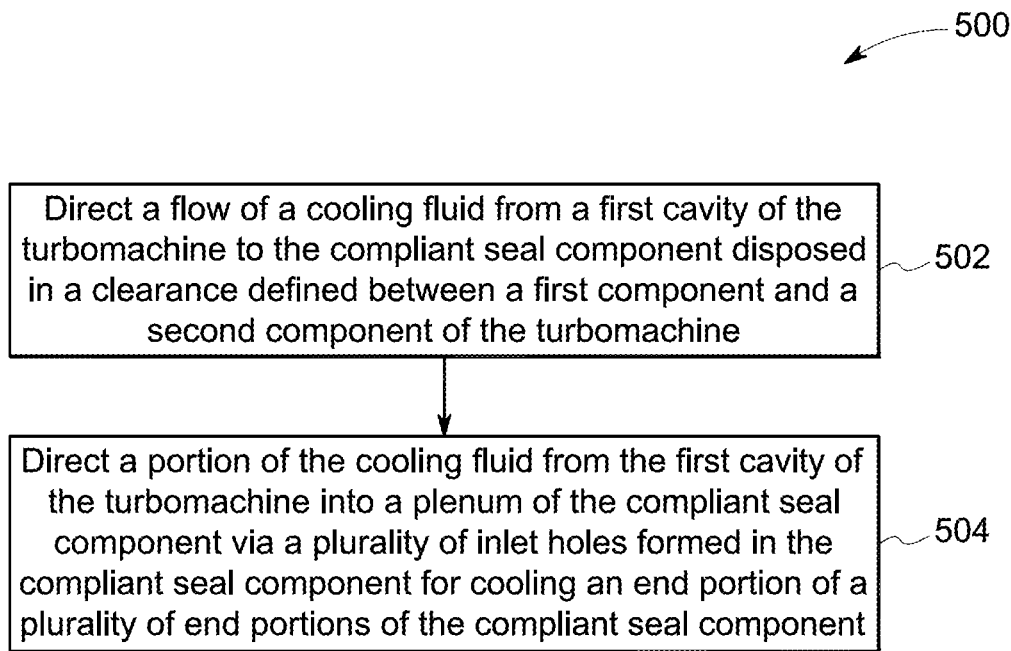 500
Direct a flow of a cooling fluid from a first cavity of the
turbomachine to the compliant seal component disposed
in a clearance defined between a first component and a
second component of the turbomachine
502
Direct a portion of the cooling fluid from the first cavity of
the turbomachine into a plenum of the compliant seal
component via a plurality of inlet holes formed in the
compliant seal component for cooling an end portion of a
plurality of end portions of the compliant seal component
504